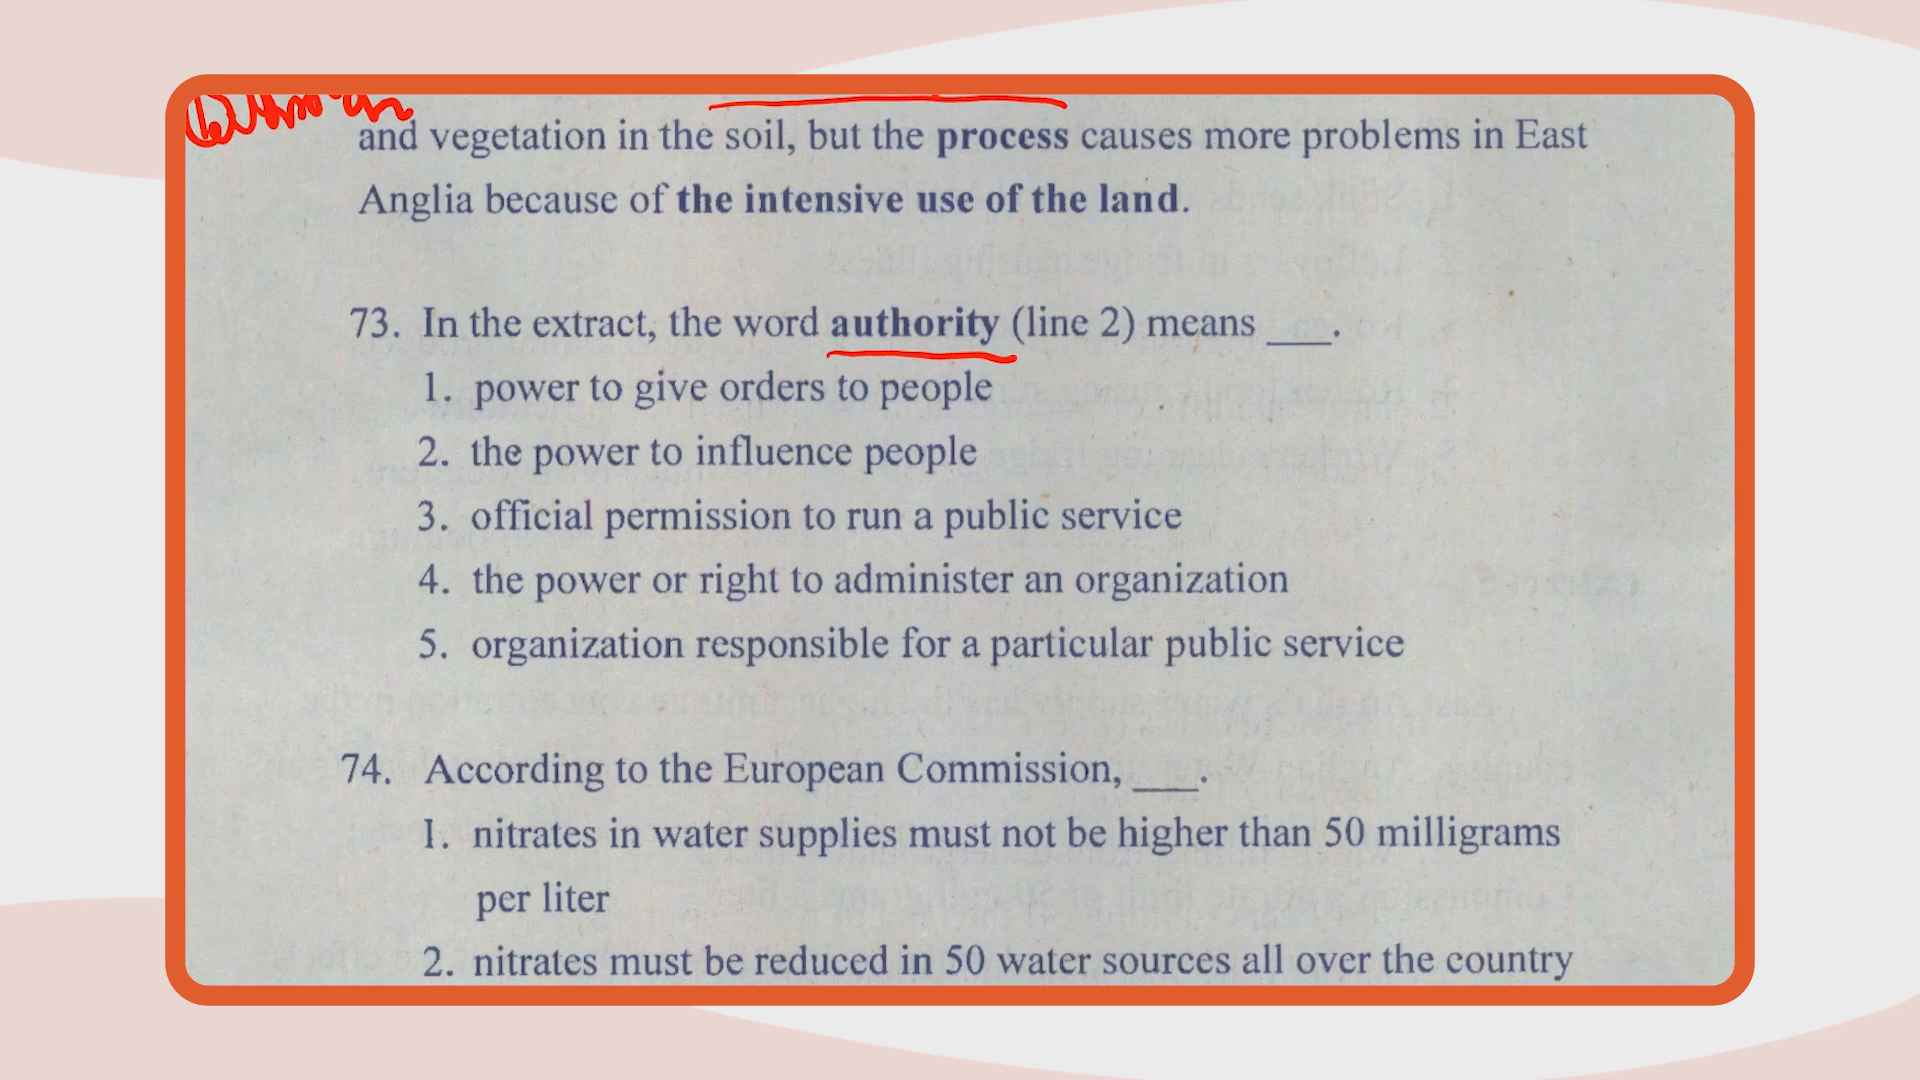 and vegetation in the soil, but the process causes more problems in East
Anglia because of the intensive use of the land.
73. In the extract, the word authority (line 2) means ___.
1. power to give orders to people
2. the power to influence people
3. official permission to run a public service
4. the power or right to administer an organization
5. organization responsible for a particular public service
74. According to the European Commission, ___.
1. nitrates in water supplies must not be higher than 50 milligrams
per liter
2. nitrates must be reduced in 50 water sources all over the country